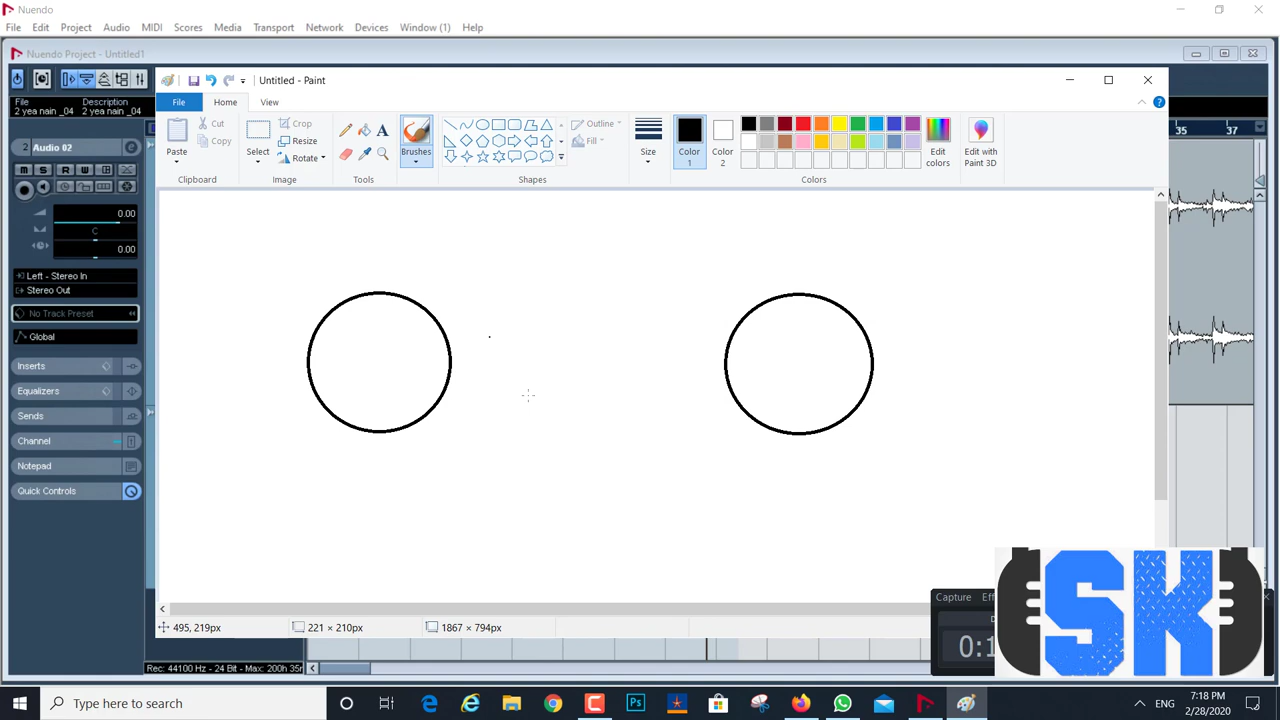 Nuendo
File Edit Project Audio MIDI Scores Media Transport Network Devices Window (1) Help
Nuendo Project - Untitled1
Untitled - Paint
File Description
2 yea nain _04 2 yea nain _04
File Home View
Paste Cut Copy Select Crop Resize Rotate Brushes Outline Fill Size Color 1 Color 2 Edit colors Edit with Paint 3D
Clipboard Image Tools Shapes Colors
35 37
2 Audio 02
M S R W
0.00
C
0.00
Left - Stereo In
Stereo Out
No Track Preset
Global
Inserts
Equalizers
Sends
Channel
Notepad
Quick Controls
SK
Capture
495, 219px 221 × 210px 1867 × 794px
Rec: 44100 Hz - 24 Bit - Max: 200h
Type here to search
Ps
ENG
7:18 PM
2/28/2020